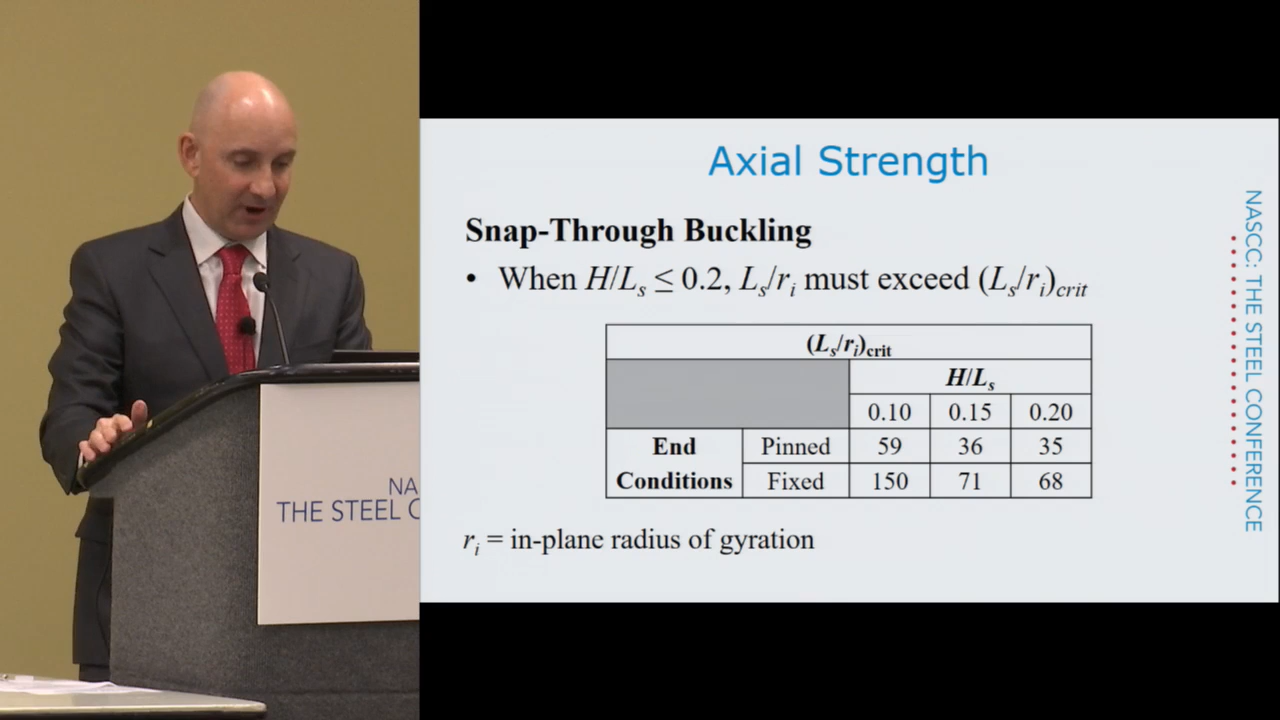 Axial Strength
Snap-Through Buckling
• When H/Ls ≤ 0.2, Ls/ri must exceed (Ls/ri)crit
(Ls/ri)crit
H/Ls
0.10 0.15 0.20
End Conditions Pinned 59 36 35
Fixed 150 71 68
ri = in-plane radius of gyration
NASCC: THE STEEL CONFERENCE
NA
THE STEEL C